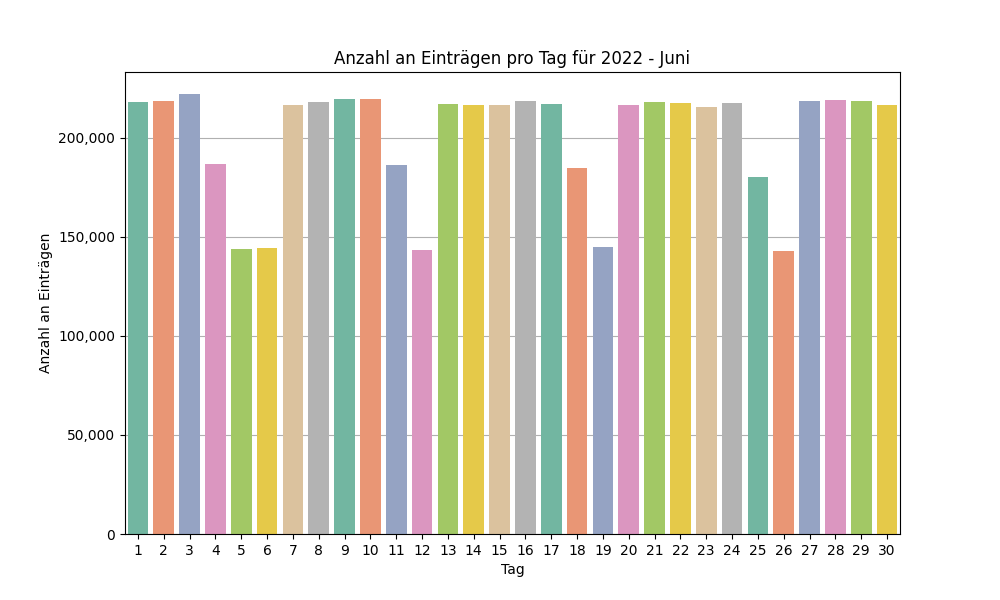 Anzahl an Einträgen pro Tag für 2022 - Juni
Anzahl an Einträgen
200,000
150,000
100,000
50,000
0
1 2 3 4 5 6 7 8 9 10 11 12 13 14 15 16 17 18 19 20 21 22 23 24 25 26 27 28 29 30
Tag